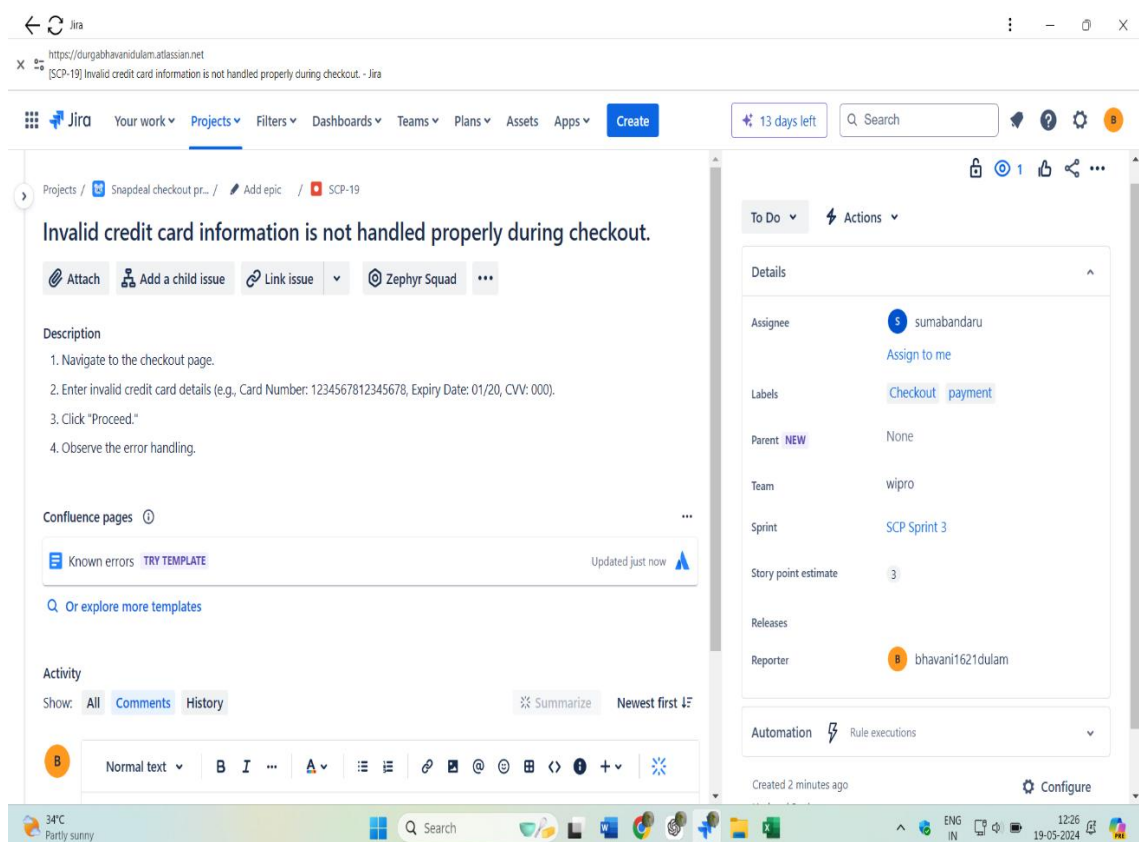 Jira
https://durgabhavanidulam.atlassian.net
[SCP-19] Invalid credit card information is not handled properly during checkout. - Jira
Jira Your work Projects Filters Dashboards Teams Plans Assets Apps Create 13 days left Search B
Projects / Snapdeal checkout pr... / Add epic / SCP-19
1
Invalid credit card information is not handled properly during checkout.
Attach Add a child issue Link issue Zephyr Squad
Description
1. Navigate to the checkout page.
2. Enter invalid credit card details (e.g., Card Number: 1234567812345678, Expiry Date: 01/20, CVV: 000).
3. Click "Proceed."
4. Observe the error handling.
Confluence pages
Known errors TRY TEMPLATE Updated just now
Or explore more templates
Activity
Show: All Comments History Summarize Newest first
B Normal text B I ... A @ <> +
To Do Actions
Details
Assignee S sumabandaru
Assign to me
Labels Checkout payment
Parent NEW None
Team wipro
Sprint SCP Sprint 3
Story point estimate 3
Releases
Reporter B bhavani1621dulam
Automation Rule executions
Created 2 minutes ago Configure
34°C
Partly sunny
Search
ENG
IN
12:26
19-05-2024
PRE